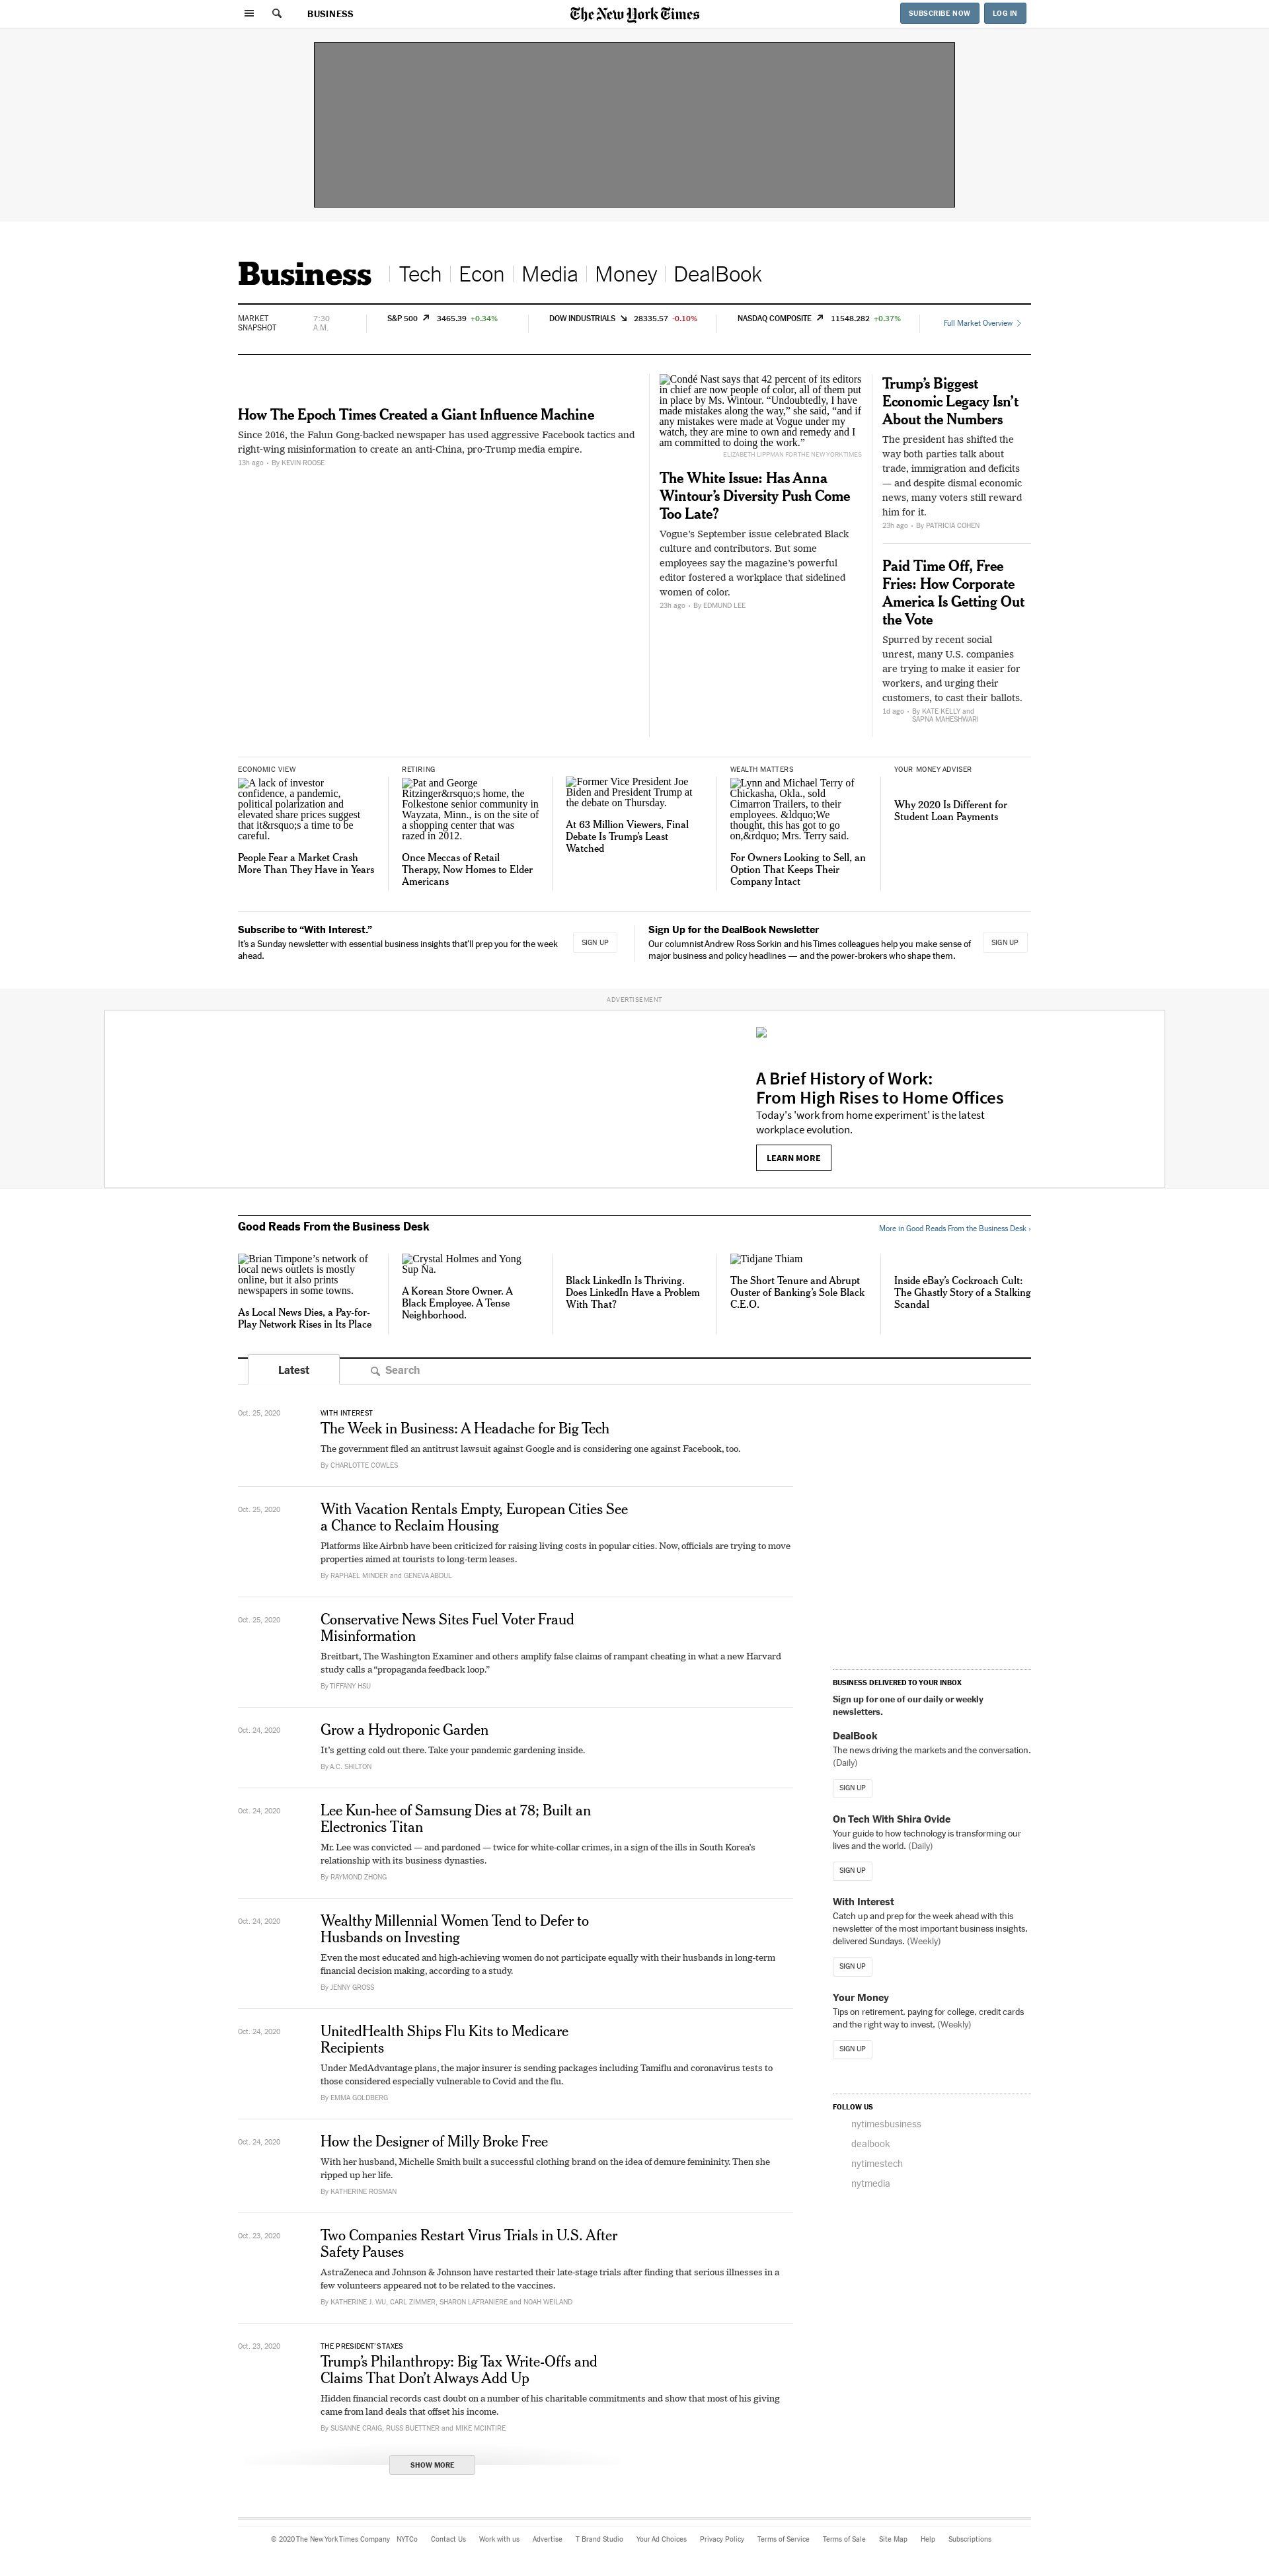 BUSINESS
The New York Times
SUBSCRIBE NOW
LOG IN
Business
Tech
Econ
Media
Money
DealBook
MARKET
SNAPSHOT
7:30
A.M.
S&P 500 3465.39 +0.34%
DOW INDUSTRIALS 28335.57 -0.10%
NASDAQ COMPOSITE 11548.282 +0.37%
Full Market Overview
How The Epoch Times Created a Giant Influence Machine
Since 2016, the Falun Gong-backed newspaper has used aggressive Facebook tactics and
right-wing misinformation to create an anti-China, pro-Trump media empire.
13h ago - By KEVIN ROOSE
Condé Nast says that 42 percent of its editors
in chief are now people of color, all of them put
in place by Ms. Wintour. “Undoubtedly, I have
made mistakes along the way,” she said, “and if
any mistakes were made at Vogue under my
watch, they are mine to own and remedy and I
am committed to doing the work.”
ELIZABETH LIPPMAN FOR THE NEW YORK TIMES
The White Issue: Has Anna
Wintour’s Diversity Push Come
Too Late?
Vogue’s September issue celebrated Black
culture and contributors. But some
employees say the magazine’s powerful
editor fostered a workplace that sidelined
women of color.
23h ago - By EDMUND LEE
Trump’s Biggest
Economic Legacy Isn’t
About the Numbers
The president has shifted the
way both parties talk about
trade, immigration and deficits
— and despite dismal economic
news, many voters still reward
him for it.
23h ago - By PATRICIA COHEN
Paid Time Off, Free
Fries: How Corporate
America Is Getting Out
the Vote
Spurred by recent social
unrest, many U.S. companies
are trying to make it easier for
workers, and urging their
customers, to cast their ballots.
1d ago - By KATE KELLY and
SAPNA MAHESHWARI
ECONOMIC VIEW
A lack of investor
confidence, a pandemic,
political polarization and
elevated share prices suggest
that it&rsquo;s a time to be
careful.
People Fear a Market Crash
More Than They Have in Years
RETIRING
Pat and George
Ritzinger&rsquo;s home, the
Folkestone senior community in
Wayzata, Minn., is on the site of
a shopping center that was
razed in 2012.
Once Meccas of Retail
Therapy, Now Homes to Elder
Americans
Former Vice President Joe
Biden and President Trump at
the debate on Thursday.
At 63 Million Viewers, Final
Debate Is Trump’s Least
Watched
WEALTH MATTERS
Lynn and Michael Terry of
Chickasha, Okla., sold
Cimarron Trailers, to their
employees. &ldquo;We
thought, this has got to go
on,&rdquo; Mrs. Terry said.
For Owners Looking to Sell, an
Option That Keeps Their
Company Intact
YOUR MONEY ADVISER
Why 2020 Is Different for
Student Loan Payments
Subscribe to “With Interest.”
It’s a Sunday newsletter with essential business insights that’ll prep you for the week
ahead.
SIGN UP
Sign Up for the DealBook Newsletter
Our columnist Andrew Ross Sorkin and his Times colleagues help you make sense of
major business and policy headlines — and the power-brokers who shape them.
SIGN UP
ADVERTISEMENT
A Brief History of Work:
From High Rises to Home Offices
Today's 'work from home experiment' is the latest
workplace evolution.
LEARN MORE
Good Reads From the Business Desk
More in Good Reads From the Business Desk ›
Brian Timpone’s network of
local news outlets is mostly
online, but it also prints
newspapers in some towns.
As Local News Dies, a Pay-for-
Play Network Rises in Its Place
Crystal Holmes and Yong
Sup Na.
A Korean Store Owner. A
Black Employee. A Tense
Neighborhood.
Black LinkedIn Is Thriving.
Does LinkedIn Have a Problem
With That?
Tidjane Thiam
The Short Tenure and Abrupt
Ouster of Banking’s Sole Black
C.E.O.
Inside eBay’s Cockroach Cult:
The Ghastly Story of a Stalking
Scandal
Latest
Search
Oct. 25, 2020
WITH INTEREST
The Week in Business: A Headache for Big Tech
The government filed an antitrust lawsuit against Google and is considering one against Facebook, too.
By CHARLOTTE COWLES
Oct. 25, 2020
With Vacation Rentals Empty, European Cities See
a Chance to Reclaim Housing
Platforms like Airbnb have been criticized for raising living costs in popular cities. Now, officials are trying to move
properties aimed at tourists to long-term leases.
By RAPHAEL MINDER and GENEVA ABDUL
Oct. 25, 2020
Conservative News Sites Fuel Voter Fraud
Misinformation
Breitbart, The Washington Examiner and others amplify false claims of rampant cheating in what a new Harvard
study calls a “propaganda feedback loop.”
By TIFFANY HSU
Oct. 24, 2020
Grow a Hydroponic Garden
It’s getting cold out there. Take your pandemic gardening inside.
By A.C. SHILTON
Oct. 24, 2020
Lee Kun-hee of Samsung Dies at 78; Built an
Electronics Titan
Mr. Lee was convicted — and pardoned — twice for white-collar crimes, in a sign of the ills in South Korea’s
relationship with its business dynasties.
By RAYMOND ZHONG
Oct. 24, 2020
Wealthy Millennial Women Tend to Defer to
Husbands on Investing
Even the most educated and high-achieving women do not participate equally with their husbands in long-term
financial decision making, according to a study.
By JENNY GROSS
Oct. 24, 2020
UnitedHealth Ships Flu Kits to Medicare
Recipients
Under MedAdvantage plans, the major insurer is sending packages including Tamiflu and coronavirus tests to
those considered especially vulnerable to Covid and the flu.
By EMMA GOLDBERG
Oct. 24, 2020
How the Designer of Milly Broke Free
With her husband, Michelle Smith built a successful clothing brand on the idea of demure femininity. Then she
ripped up her life.
By KATHERINE ROSMAN
Oct. 23, 2020
Two Companies Restart Virus Trials in U.S. After
Safety Pauses
AstraZeneca and Johnson & Johnson have restarted their late-stage trials after finding that serious illnesses in a
few volunteers appeared not to be related to the vaccines.
By KATHERINE J. WU, CARL ZIMMER, SHARON LAFRANIERE and NOAH WEILAND
Oct. 23, 2020
THE PRESIDENT'S TAXES
Trump’s Philanthropy: Big Tax Write-Offs and
Claims That Don’t Always Add Up
Hidden financial records cast doubt on a number of his charitable commitments and show that most of his giving
came from land deals that offset his income.
By SUSANNE CRAIG, RUSS BUETTNER and MIKE MCINTIRE
SHOW MORE
BUSINESS DELIVERED TO YOUR INBOX
Sign up for one of our daily or weekly
newsletters.
DealBook
The news driving the markets and the conversation.
(Daily)
SIGN UP
On Tech With Shira Ovide
Your guide to how technology is transforming our
lives and the world. (Daily)
SIGN UP
With Interest
Catch up and prep for the week ahead with this
newsletter of the most important business insights,
delivered Sundays. (Weekly)
SIGN UP
Your Money
Tips on retirement, paying for college, credit cards
and the right way to invest. (Weekly)
SIGN UP
FOLLOW US
nytimesbusiness
dealbook
nytimestech
nytmedia
© 2020 The New York Times Company NYTCo Contact Us Work with us Advertise T Brand Studio Your Ad Choices Privacy Policy Terms of Service Terms of Sale Site Map Help Subscriptions